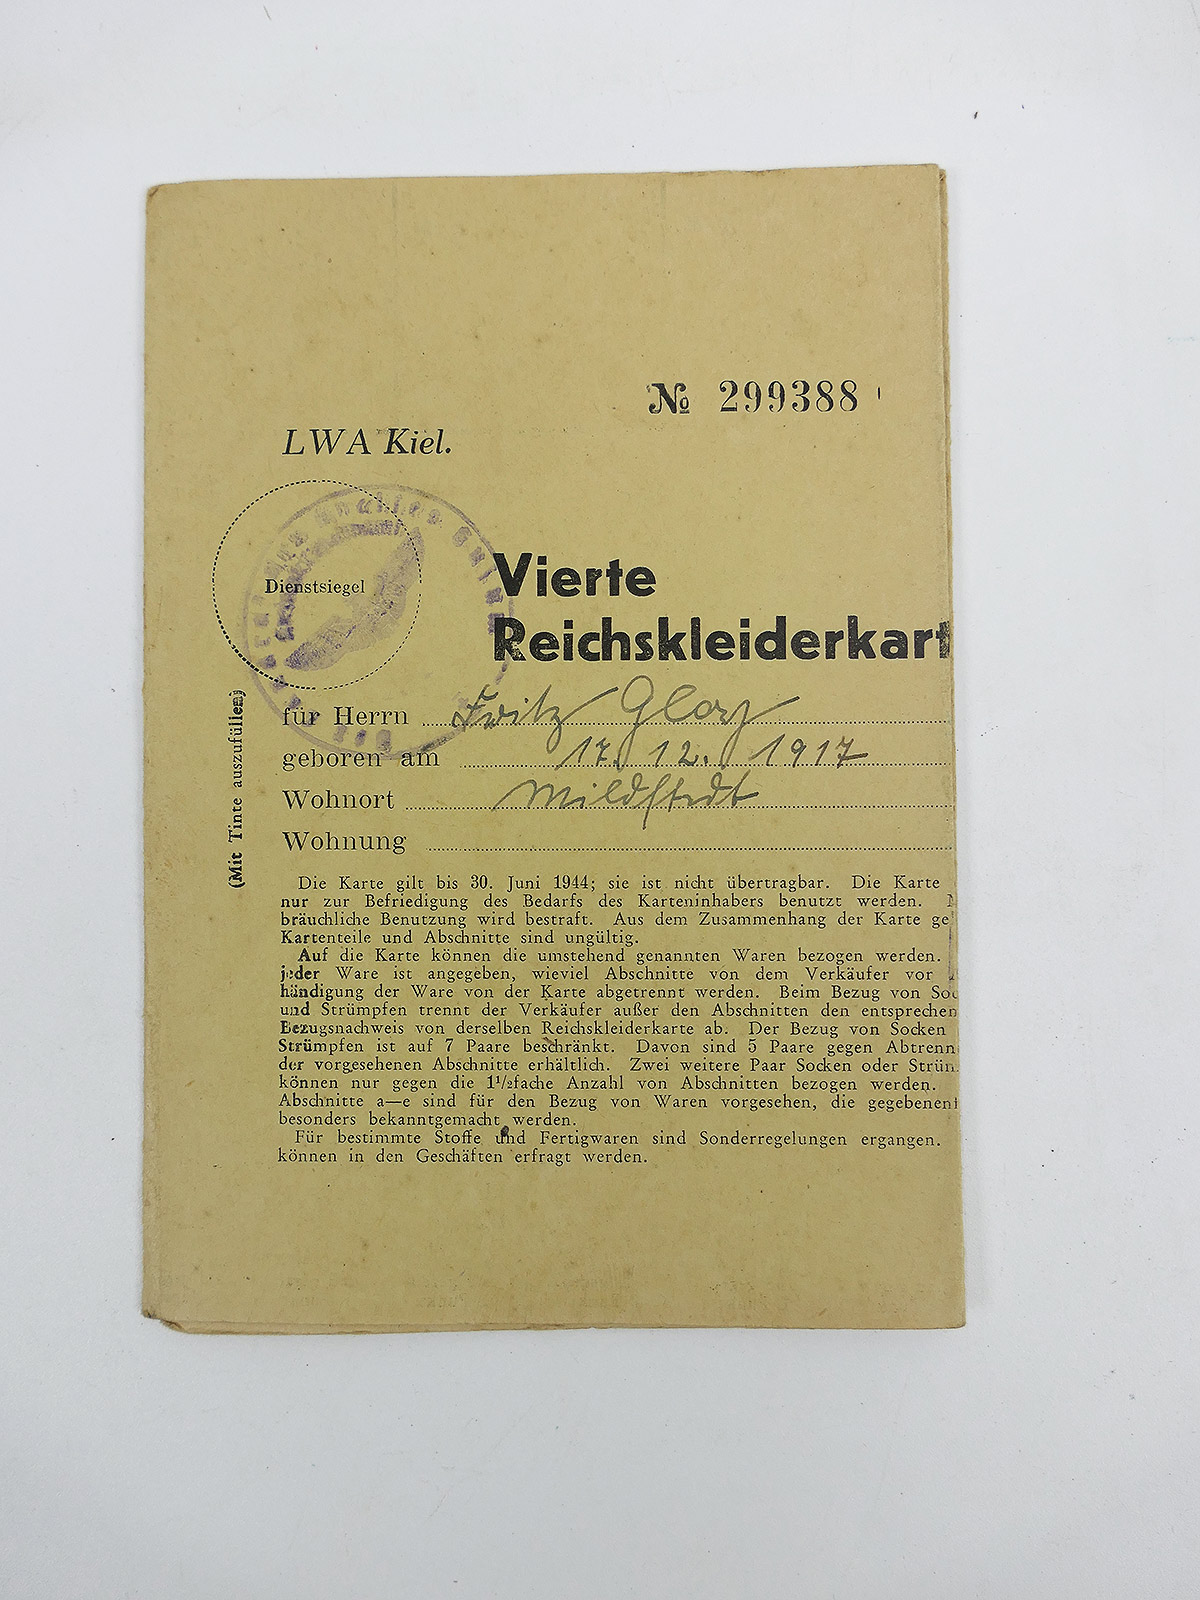 № 299388
LWA Kiel.
Dienstsiegel
Vierte
Reichskleiderkart
(Mit Tinte auszufüllen)
für Herrn Fritz
geboren am 17. 12. 1917
Wohnort Mildstedt
Wohnung
Die Karte gilt bis 30. Juni 1944; sie ist nicht übertragbar. Die Karte
nur zur Befriedigung des Bedarfs des Karteninhabers benutzt werden.
bräuchliche Benutzung wird bestraft. Aus dem Zusammenhang der Karte ge
Kartenteile und Abschnitte sind ungültig.
Auf die Karte können die umstehend genannten Waren bezogen werden.
jeder Ware ist angegeben, wieviel Abschnitte von dem Verkäufer vor
händigung der Ware von der Karte abgetrennt werden. Beim Bezug von Soc
und Strümpfen trennt der Verkäufer außer den Abschnitten den entsprechen
Bezugsnachweis von derselben Reichskleiderkarte ab. Der Bezug von Socken
Strümpfen ist auf 7 Paare beschränkt. Davon sind 5 Paare gegen Abtrenn
der vorgesehenen Abschnitte erhältlich. Zwei weitere Paar Socken oder Strüm
können nur gegen die 1½fache Anzahl von Abschnitten bezogen werden.
Abschnitte a—e sind für den Bezug von Waren vorgesehen, die gegebenenf
besonders bekanntgemacht werden.
Für bestimmte Stoffe und Fertigwaren sind Sonderregelungen ergangen.
können in den Geschäften erfragt werden.